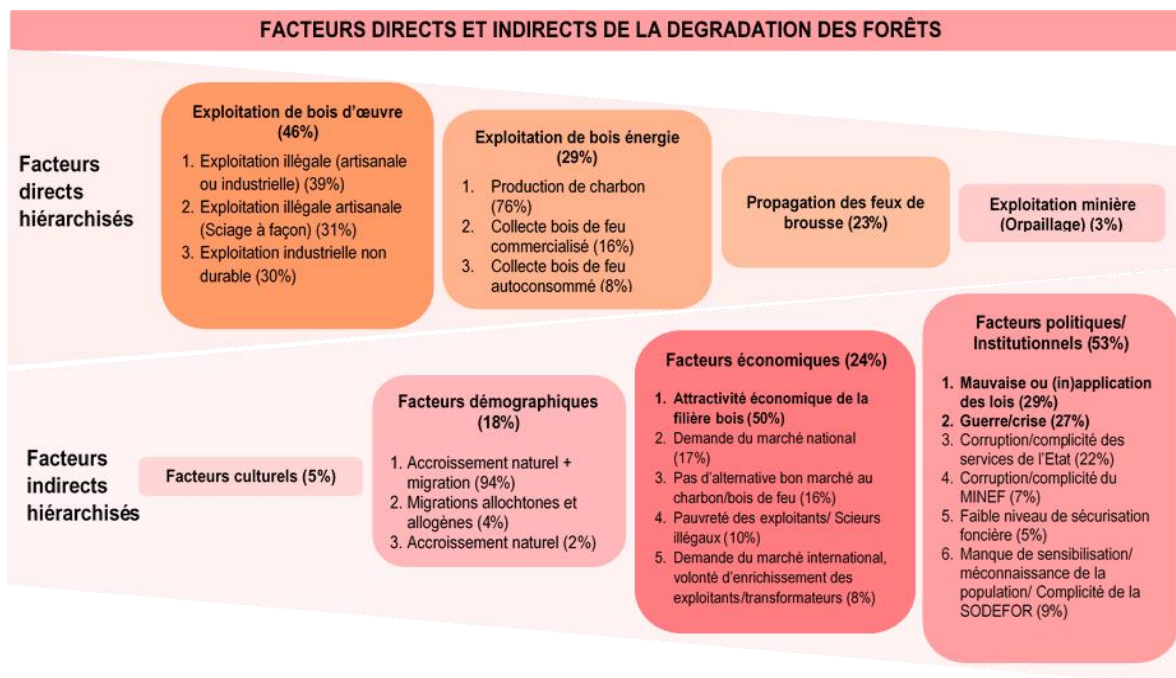 FACTEURS DIRECTS ET INDIRECTS DE LA DEGRADATION DES FORÊTS
Facteurs
directs
hiérarchisés
Exploitation de bois d'œuvre
(46%)
1. Exploitation illégale (artisanale
ou industrielle) (39%)
2. Exploitation illégale artisanale
(Sciage à façon) (31%)
3. Exploitation industrielle non
durable (30%)
Exploitation de bois énergie
(29%)
1. Production de charbon
(76%)
2. Collecte bois de feu
commercialisé (16%)
3. Collecte bois de feu
autoconsommé (8%)
Propagation des feux de
brousse (23%)
Exploitation minière
(Orpaillage) (3%)
Facteurs
indirects
hiérarchisés
Facteurs culturels (5%)
Facteurs démographiques
(18%)
1. Accroissement naturel +
migration (94%)
2. Migrations allochtones et
allogènes (4%)
3. Accroissement naturel (2%)
Facteurs économiques (24%)
1. Attractivité économique de la
filière bois (50%)
2. Demande du marché national
(17%)
3. Pas d'alternative bon marché au
charbon/bois de feu (16%)
4. Pauvreté des exploitants/ Scieurs
illégaux (10%)
5. Demande du marché international,
volonté d'enrichissement des
exploitants/transformateurs (8%)
Facteurs politiques/
Institutionnels (53%)
1. Mauvaise ou (in)application
des lois (29%)
2. Guerre/crise (27%)
3. Corruption/complicité des
services de l'Etat (22%)
4. Corruption/complicité du
MINEF (7%)
5. Faible niveau de sécurisation
foncière (5%)
6. Manque de sensibilisation/
méconnaissance de la
population/ Complicité de la
SODEFOR (9%)